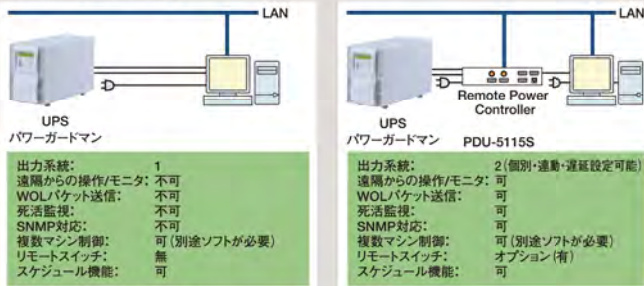 LAN
UPS
パワーガードマン
出力系統: 1
遠隔からの操作/モニタ: 不可
WOLパケット送信: 不可
死活監視: 不可
SNMP対応: 不可
複数マシン制御: 可(別途ソフトが必要)
リモートスイッチ: 無
スケジュール機能: 可
LAN
Remote Power
Controller
UPS
パワーガードマン PDU-5115S
出力系統: 2(個別・連動・遅延設定可能)
遠隔からの操作/モニタ: 可
WOLパケット送信: 可
死活監視: 可
SNMP対応: 可
複数マシン制御: 可(別途ソフトが必要)
リモートスイッチ: オプション(有)
スケジュール機能: 可